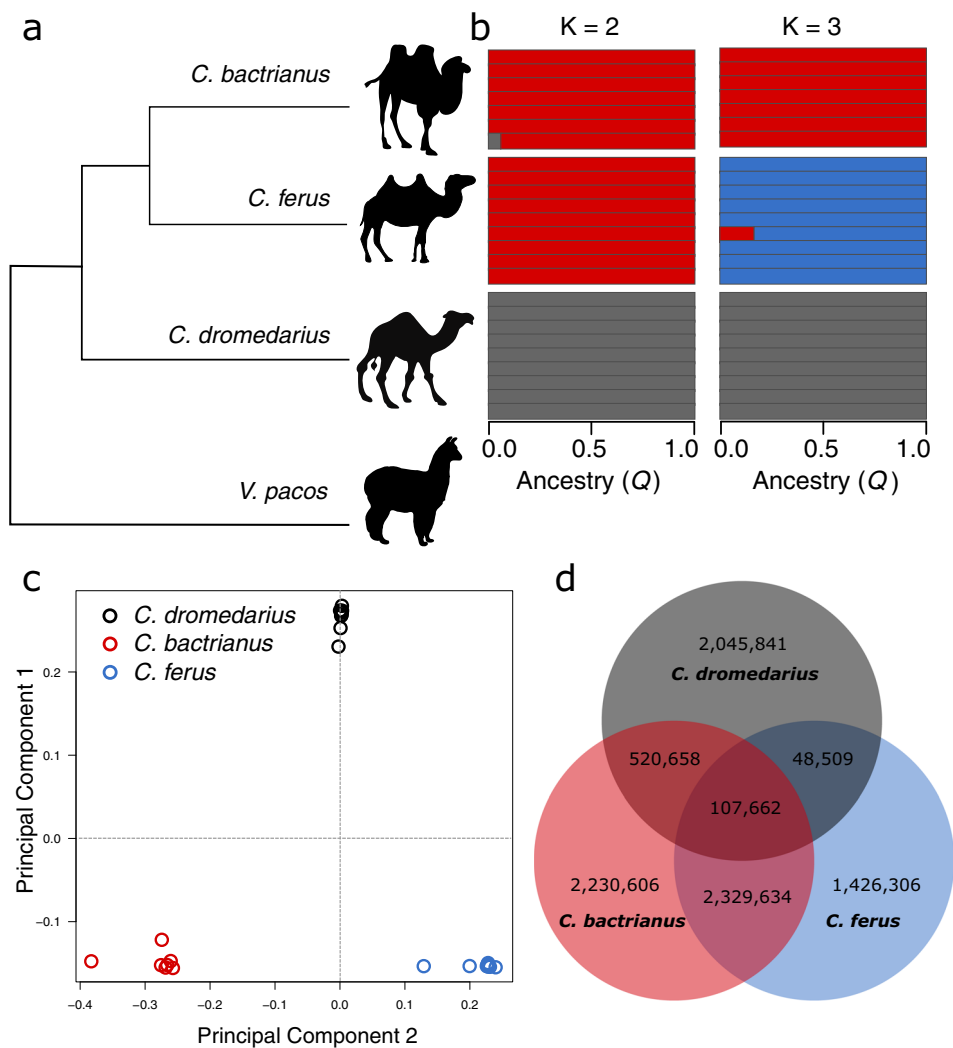 a
C. bactrianus
C. ferus
C. dromedarius
V. pacos
b
K = 2
K = 3
0.0 0.5 1.0
0.0 0.5 1.0
Ancestry (Q)
Ancestry (Q)
c
C. dromedarius
C. bactrianus
C. ferus
0.2
0.1
0.0
−0.1
Principal Component 1
−0.4 −0.3 −0.2 −0.1 0.0 0.1 0.2
Principal Component 2
d
2,045,841
C. dromedarius
520,658
48,509
107,662
2,230,606
C. bactrianus
2,329,634
1,426,306
C. ferus